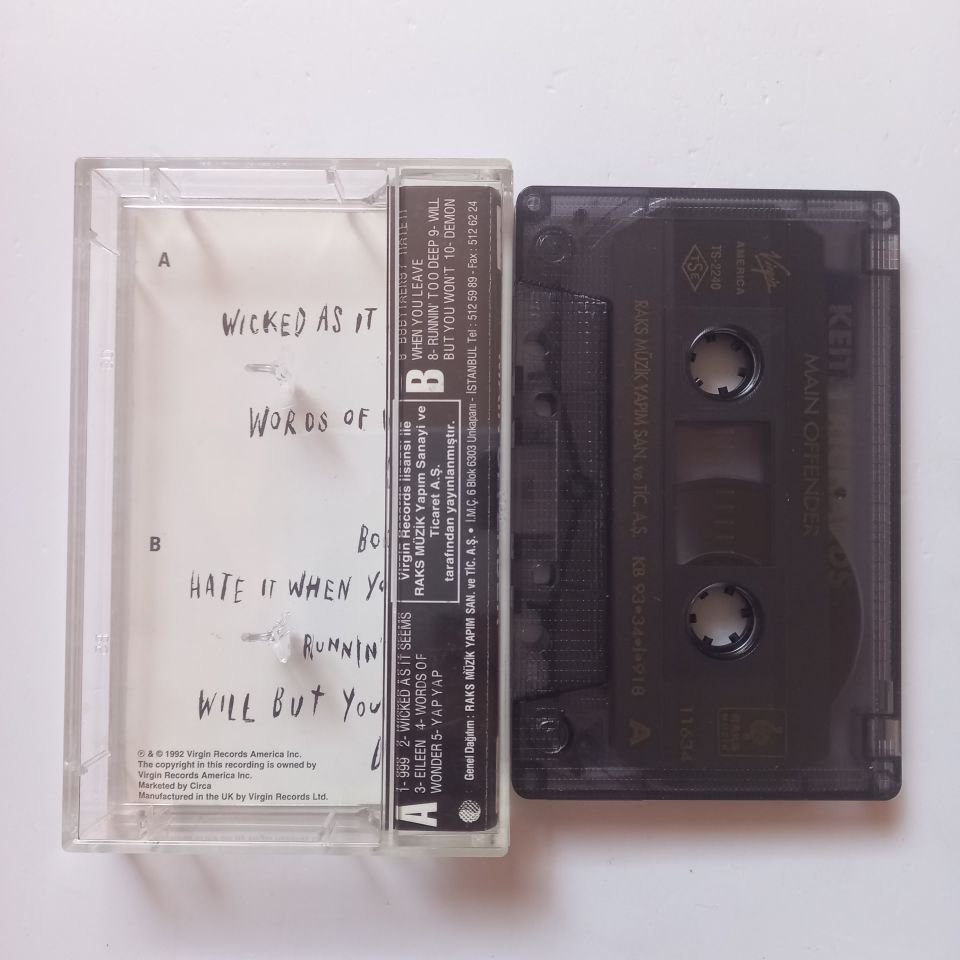 A
WICKED AS IT
WORDS OF
B
HATE IT WHEN
RUNNIN'
WILL BUT YOU
℗ & © 1992 Virgin Records America Inc.
The copyright in this recording is owned by
Virgin Records America Inc.
Marketed by Circa
Manufactured in the UK by Virgin Records Ltd.
A
1- 999 2- WICKED AS IT SEEMS
3- EILEEN 4- WORDS OF
WONDER 5- YAP YAP
Virgin Records lisansı ile
RAKS MÜZİK Yapım Sanayi ve
Ticaret A.Ş.
tarafından yayınlanmıştır.
B
WHEN YOU LEAVE
8- RUNNIN' TOO DEEP 9- WILL
BUT YOU WON'T 10- DEMON
Genel Dağıtım : RAKS MÜZİK YAPIM SAN. ve TİC. A.Ş. • İ.M.Ç. 6 Blok 6303 Unkapanı - İSTANBUL Tel : 512 59 89 - Fax : 512 62 24
KEIT
MAIN OFFENDER
Virgin
AMERICA
TS-2240
TSE
RAKS MÜZİK YAPIM SAN ve TİC. A.Ş. KB 93•34•I•918
A
11634